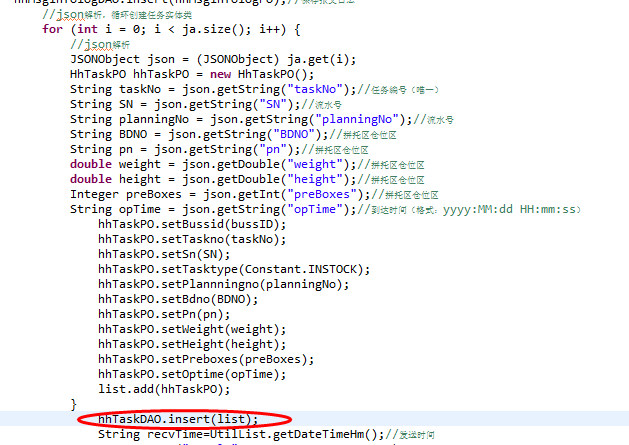 hhMsginfologDAO.insert(hhMsginfologPO);//保存报文日志
//json解析，循环创建任务实体类
for (int i = 0; i < ja.size(); i++) {
//json解析
JSONObject json = (JSONObject) ja.get(i);
HhTaskPO hhTaskPO = new HhTaskPO();
String taskNo = json.getString("taskNo");//任务编号（唯一）
String SN = json.getString("SN");//流水号
String planningNo = json.getString("planningNo");//流水号
String BDNO = json.getString("BDNO");//拼托区仓位区
String pn = json.getString("pn");//拼托区仓位区
double weight = json.getDouble("weight");//拼托区仓位区
double height = json.getDouble("height");//拼托区仓位区
Integer preBoxes = json.getInt("preBoxes");//拼托区仓位区
String opTime = json.getString("opTime");//到达时间（格式：yyyy:MM:dd HH:mm:ss）
hhTaskPO.setBussid(bussID);
hhTaskPO.setTaskno(taskNo);
hhTaskPO.setSn(SN);
hhTaskPO.setTasktype(Constant.INSTOCK);
hhTaskPO.setPlannningno(planningNo);
hhTaskPO.setBdno(BDNO);
hhTaskPO.setPn(pn);
hhTaskPO.setWeight(weight);
hhTaskPO.setHeight(height);
hhTaskPO.setPreboxes(preBoxes);
hhTaskPO.setOptime(opTime);
list.add(hhTaskPO);
}
hhTaskDAO.insert(list);
String recvTime=UtilList.getDateTimeHm();//发送时间